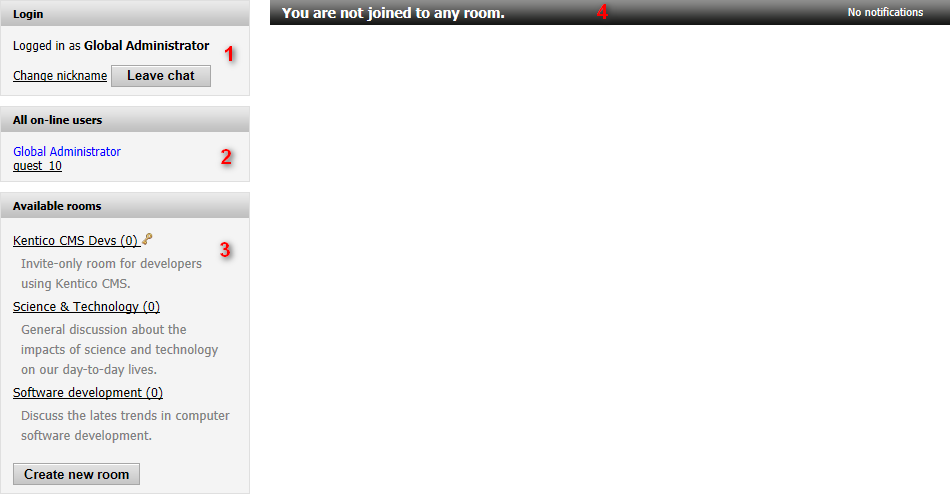 Login
Logged in as Global Administrator
1
Change nickname Leave chat
All on-line users
Global Administrator
2
guest_10
Available rooms
Kentico CMS Devs (0)
3
Invite-only room for developers
using Kentico CMS.
Science & Technology (0)
General discussion about the
impacts of science and technology
on our day-to-day lives.
Software development (0)
Discuss the lates trends in computer
software development.
Create new room
You are not joined to any room. 4 No notifications